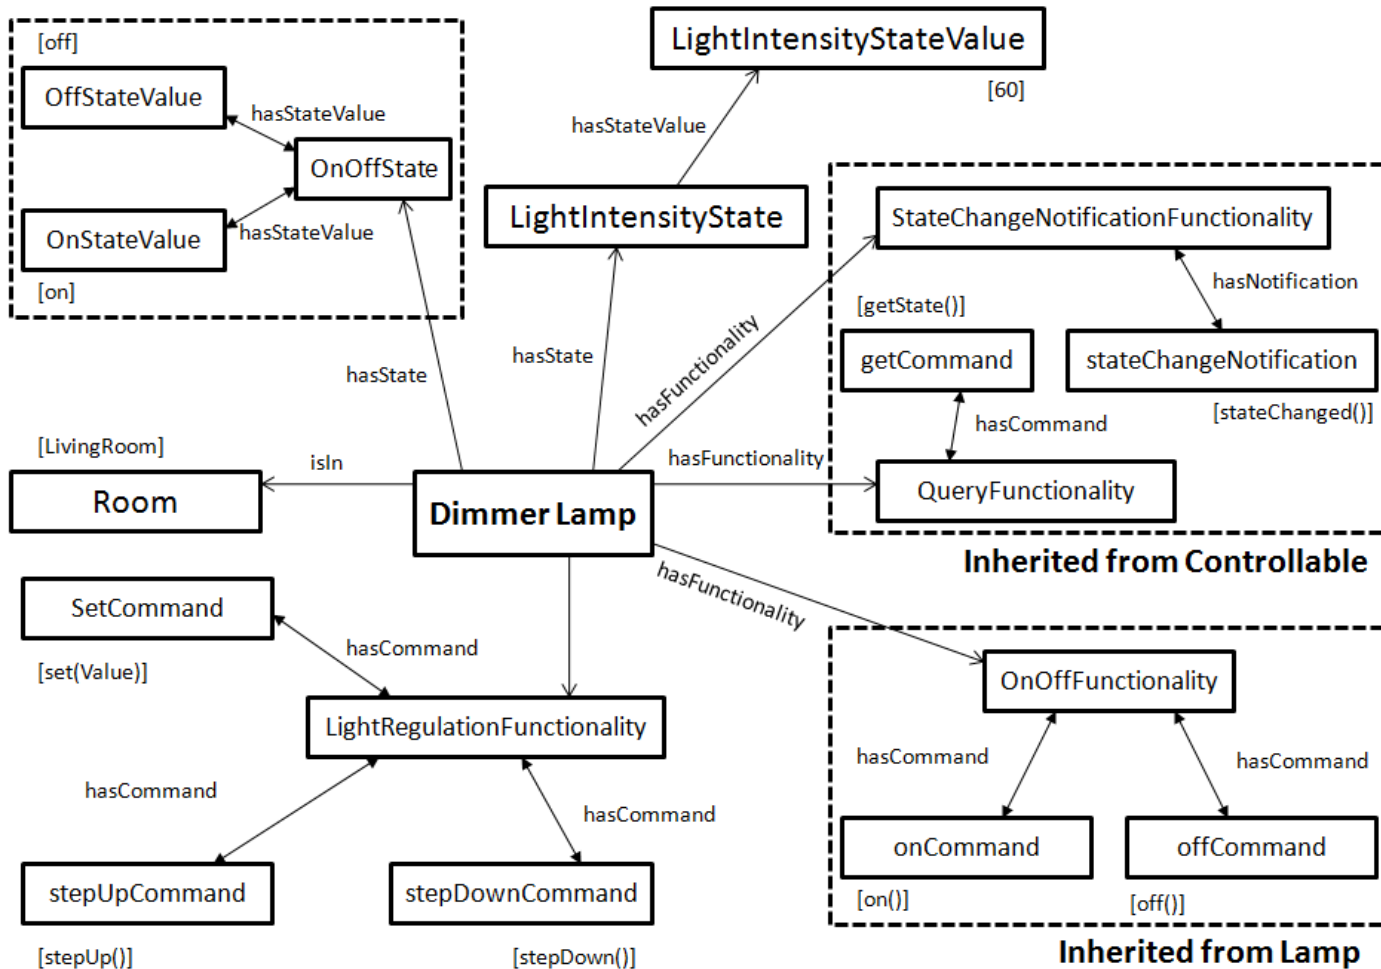 [off]
OffStateValue
hasStateValue
OnOffState
OnStateValue
hasStateValue
[on]
LightIntensityStateValue
[60]
hasStateValue
LightIntensityState
StateChangeNotificationFunctionality
hasNotification
[getState()]
getCommand
stateChangeNotification
[stateChanged()]
hasCommand
QueryFunctionality
Inherited from Controllable
hasState
hasState
hasFunctionality
hasFunctionality
[LivingRoom]
isIn
Room
Dimmer Lamp
hasFunctionality
SetCommand
[set(Value)]
hasCommand
LightRegulationFunctionality
hasCommand
hasCommand
stepUpCommand
stepDownCommand
[stepUp()]
[stepDown()]
OnOffFunctionality
hasCommand
hasCommand
onCommand
offCommand
[on()]
[off()]
Inherited from Lamp